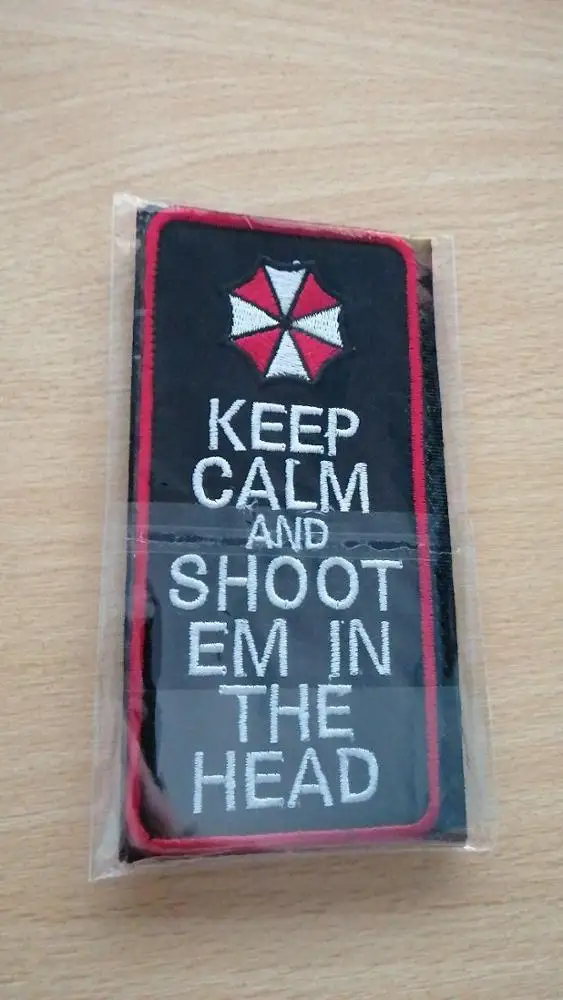 KEEP
CALM
AND
SHOOT
EM IN
THE
HEAD